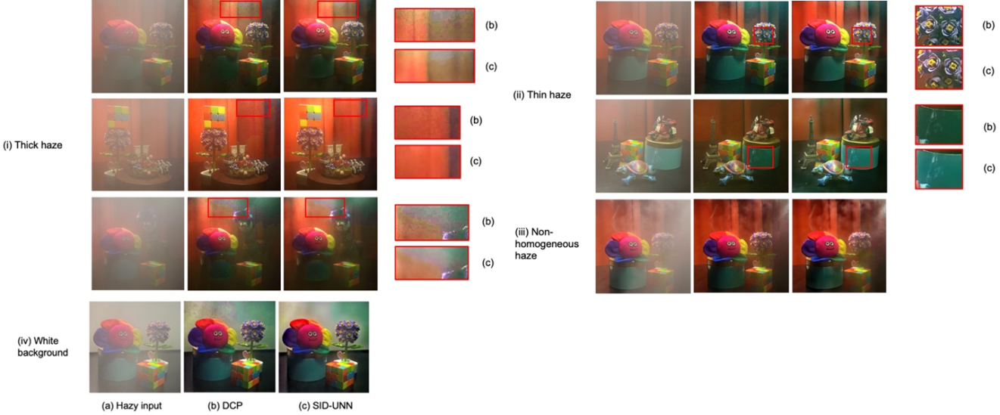 (b)
(c)
(i) Thick haze
(b)
(c)
(b)
(c)
(iv) White
background
(a) Hazy input
(b) DCP
(c) SID-UNN
(b)
(c)
(ii) Thin haze
(b)
(c)
(iii) Non-
homogeneous
haze